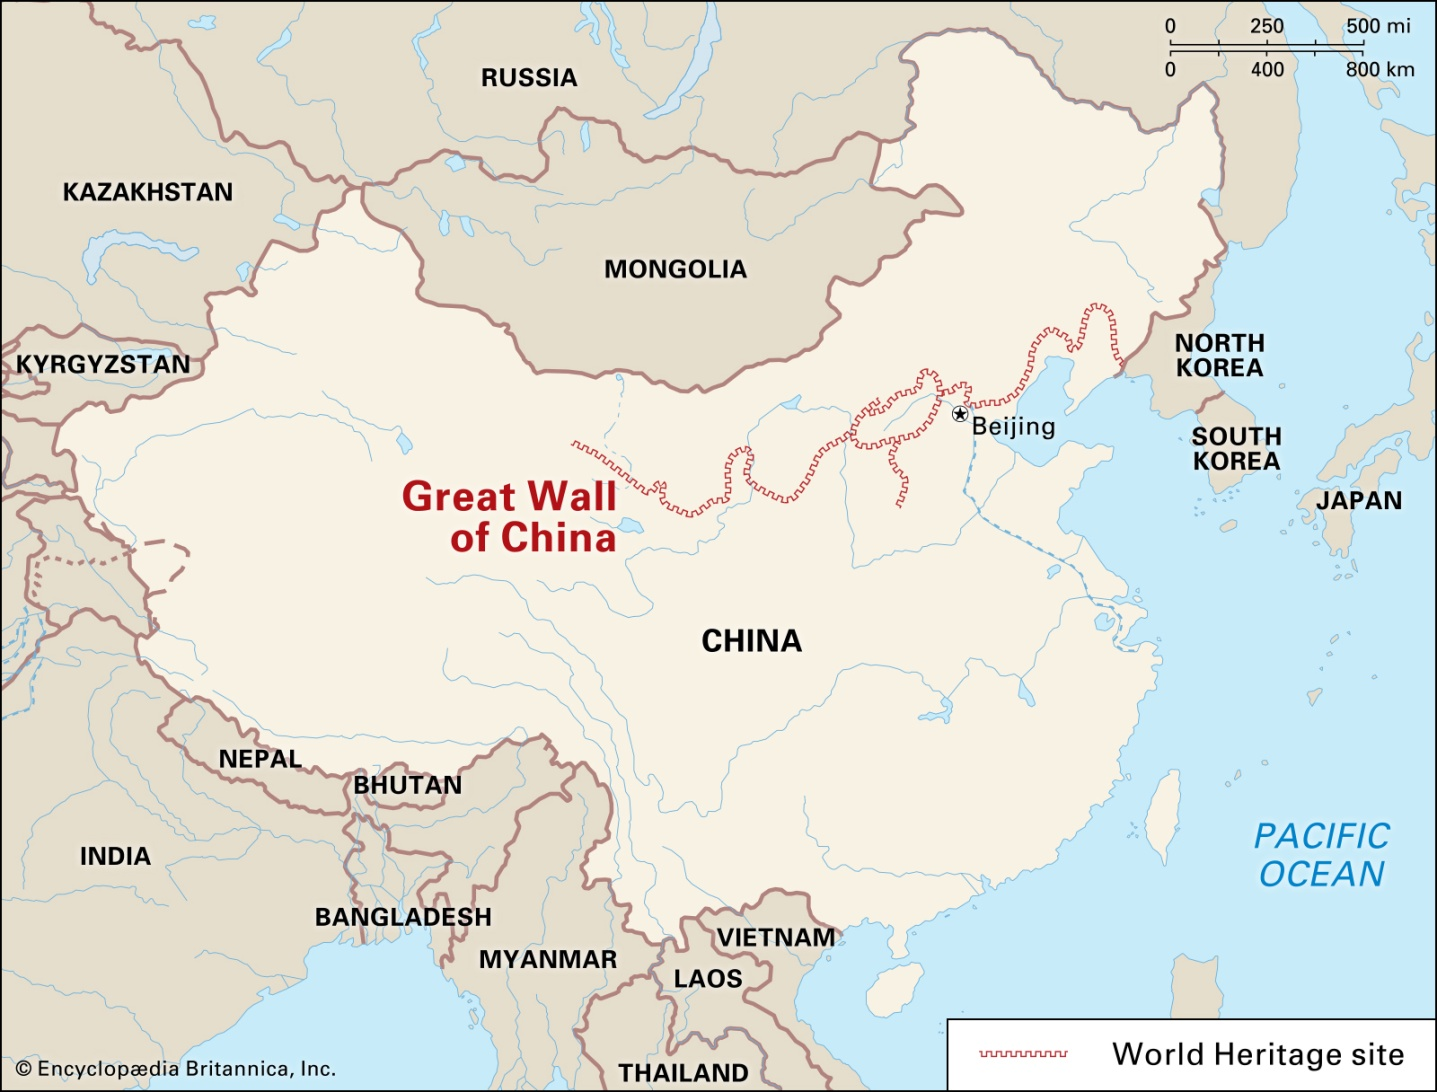 0 250 500 mi
0 400 800 km
RUSSIA
KAZAKHSTAN
MONGOLIA
KYRGYZSTAN
NORTH
KOREA
Beijing
SOUTH
KOREA
JAPAN
Great Wall
of China
CHINA
NEPAL
BHUTAN
INDIA
PACIFIC
OCEAN
BANGLADESH
MYANMAR
VIETNAM
LAOS
THAILAND
World Heritage site
© Encyclopædia Britannica, Inc.